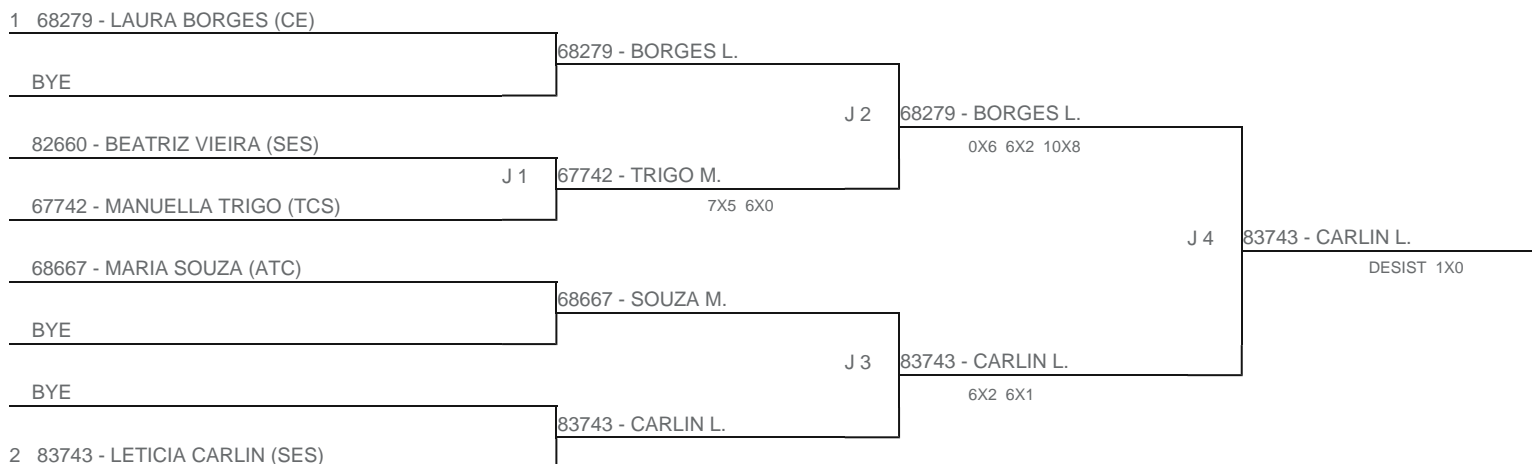 1 68279 - LAURA BORGES (CE)
68279 - BORGES L.
BYE
J 2 68279 - BORGES L.
82660 - BEATRIZ VIEIRA (SES)
0X6 6X2 10X8
J 1 67742 - TRIGO M.
67742 - MANUELLA TRIGO (TCS)
7X5 6X0
J 4 83743 - CARLIN L.
68667 - MARIA SOUZA (ATC)
DESIST 1X0
68667 - SOUZA M.
BYE
J 3 83743 - CARLIN L.
BYE
6X2 6X1
83743 - CARLIN L.
2 83743 - LETICIA CARLIN (SES)